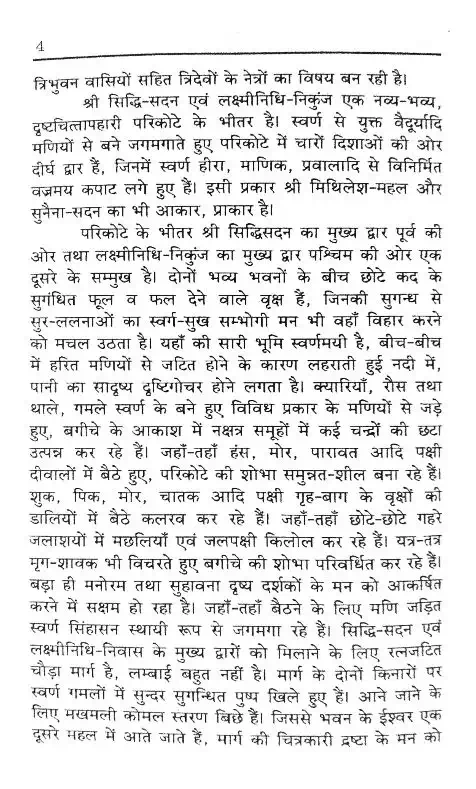 4
त्रिभुवन वासियों सहित त्रिदेवों के नेत्रों का विषय बन रही है।
श्री सिद्धि-सदन एवं लक्ष्मीनिधि-निकुंज एक नव्य-भव्य,
दृष्टचित्तापहारी परिकोटे के भीतर है। स्वर्ण से युक्त वैदूर्यादि
मणियों से बने जगमगाते हुए परिकोटे में चारों दिशाओं की ओर
दीर्घ द्वार हैं, जिनमें स्वर्ण हीरा, माणिक, प्रवालादि से विनिर्मित
वज्रमय कपाट लगे हुए हैं। इसी प्रकार श्री मिथिलेश-महल और
सुनैना-सदन का भी आकार, प्राकार है।
परिकोटे के भीतर श्री सिद्धिसदन का मुख्य द्वार पूर्व की
ओर तथा लक्ष्मीनिधि-निकुंज का मुख्य द्वार पश्चिम की ओर एक
दूसरे के सम्मुख है। दोनों भव्य भवनों के बीच छोटे कद के
सुगंधित फूल व फल देने वाले वृक्ष हैं, जिनकी सुगन्ध से
सुर-ललनाओं का स्वर्ग-सुख सम्भोगी मन भी वहाँ विहार करने
को मचल उठता है। यहाँ की सारी भूमि स्वर्णमयी है, बीच-बीच
में हरित मणियों से जटित होने के कारण लहराती हुई नदी में,
पानी का सादृष्य दृष्टिगोचर होने लगता है। क्यारियाँ, रौस तथा
थाले, गमले स्वर्ण के बने हुए विविध प्रकार के मणियों से जड़े
हुए, बगीचे के आकाश में नक्षत्र समूहों में कई चन्द्रों की छटा
उत्पन्न कर रहे हैं। जहाँ-तहाँ हंस, मोर, पारावत आदि पक्षी
दीवालों में बैठे हुए, परिकोटे की शोभा समुन्नत-शील बना रहे हैं।
शुक, पिक, मोर, चातक आदि पक्षी गृह-बाग के वृक्षों की
डालियों में बैठे कलरव कर रहे हैं। जहाँ-तहाँ छोटे-छोटे गहरे
जलाशयों में मछलियाँ एवं जलपक्षी किलोल कर रहे हैं। यत्र-तत्र
मृग-शावक भी विचरते हुए बगीचे की शोभा परिवर्धित कर रहे हैं।
बड़ा ही मनोरम तथा सुहावना दृष्य दर्शकों के मन को आकर्षित
करने में सक्षम हो रहा है। जहाँ-तहाँ बैठने के लिए मणि जड़ित
स्वर्ण सिंहासन स्थायी रूप से जगमगा रहे हैं। सिद्धि-सदन एवं
लक्ष्मीनिधि-निवास के मुख्य द्वारों को मिलाने के लिए रत्नजटित
चौड़ा मार्ग है, लम्बाई बहुत नहीं है। मार्ग के दोनों किनारों पर
स्वर्ण गमलों में सुन्दर सुगन्धित पुष्प खिले हुए हैं। आने जाने के
लिए मखमली कोमल स्तरण बिछे हैं। जिससे भवन के ईश्वर एक
दूसरे महल में आते जाते हैं, मार्ग की चित्रकारी द्रष्टा के मन को